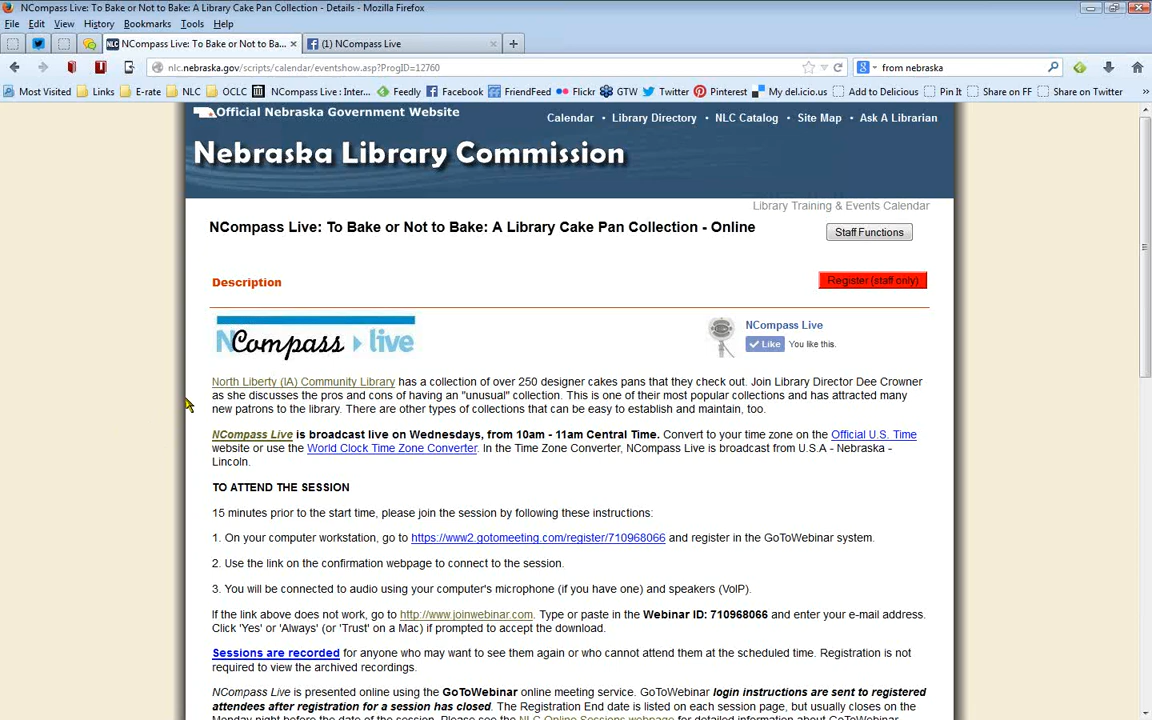 NCompass Live: To Bake or Not to Bake: A Library Cake Pan Collection - Details - Mozilla Firefox
File Edit View History Bookmarks Tools Help
NLC NCompass Live: To Bake or Not to Ba... × (1) NCompass Live × +
nlc.nebraska.gov/scripts/calendar/eventshow.asp?ProgID=12760 from nebraska
Most Visited Links E-rate NLC OCLC NCompass Live : Inter... Feedly Facebook FriendFeed Flickr GTW Twitter Pinterest My del.icio.us Add to Delicious Pin It Share on FF Share on Twitter
Official Nebraska Government Website
Calendar • Library Directory • NLC Catalog • Site Map • Ask A Librarian
Nebraska Library Commission
Library Training & Events Calendar
NCompass Live: To Bake or Not to Bake: A Library Cake Pan Collection - Online
Staff Functions
Description
Register (staff only)
NCompass live
NCompass Live
Like You like this.
North Liberty (IA) Community Library has a collection of over 250 designer cakes pans that they check out. Join Library Director Dee Crowner
as she discusses the pros and cons of having an "unusual" collection. This is one of their most popular collections and has attracted many
new patrons to the library. There are other types of collections that can be easy to establish and maintain, too.
NCompass Live is broadcast live on Wednesdays, from 10am - 11am Central Time. Convert to your time zone on the Official U.S. Time
website or use the World Clock Time Zone Converter. In the Time Zone Converter, NCompass Live is broadcast from U.S.A - Nebraska -
Lincoln.
TO ATTEND THE SESSION
15 minutes prior to the start time, please join the session by following these instructions:
1. On your computer workstation, go to https://www2.gotomeeting.com/register/710968066 and register in the GoToWebinar system.
2. Use the link on the confirmation webpage to connect to the session.
3. You will be connected to audio using your computer's microphone (if you have one) and speakers (VoIP).
If the link above does not work, go to http://www.joinwebinar.com. Type or paste in the Webinar ID: 710968066 and enter your e-mail address.
Click 'Yes' or 'Always' (or 'Trust' on a Mac) if prompted to accept the download.
Sessions are recorded for anyone who may want to see them again or who cannot attend them at the scheduled time. Registration is not
required to view the archived recordings.
NCompass Live is presented online using the GoToWebinar online meeting service. GoToWebinar login instructions are sent to registered
attendees after registration for a session has closed. The Registration End date is listed on each session page, but usually closes on the
Monday night before the date of the session. Please see the NLC Online Sessions webpage for detailed information about GoToWebinar